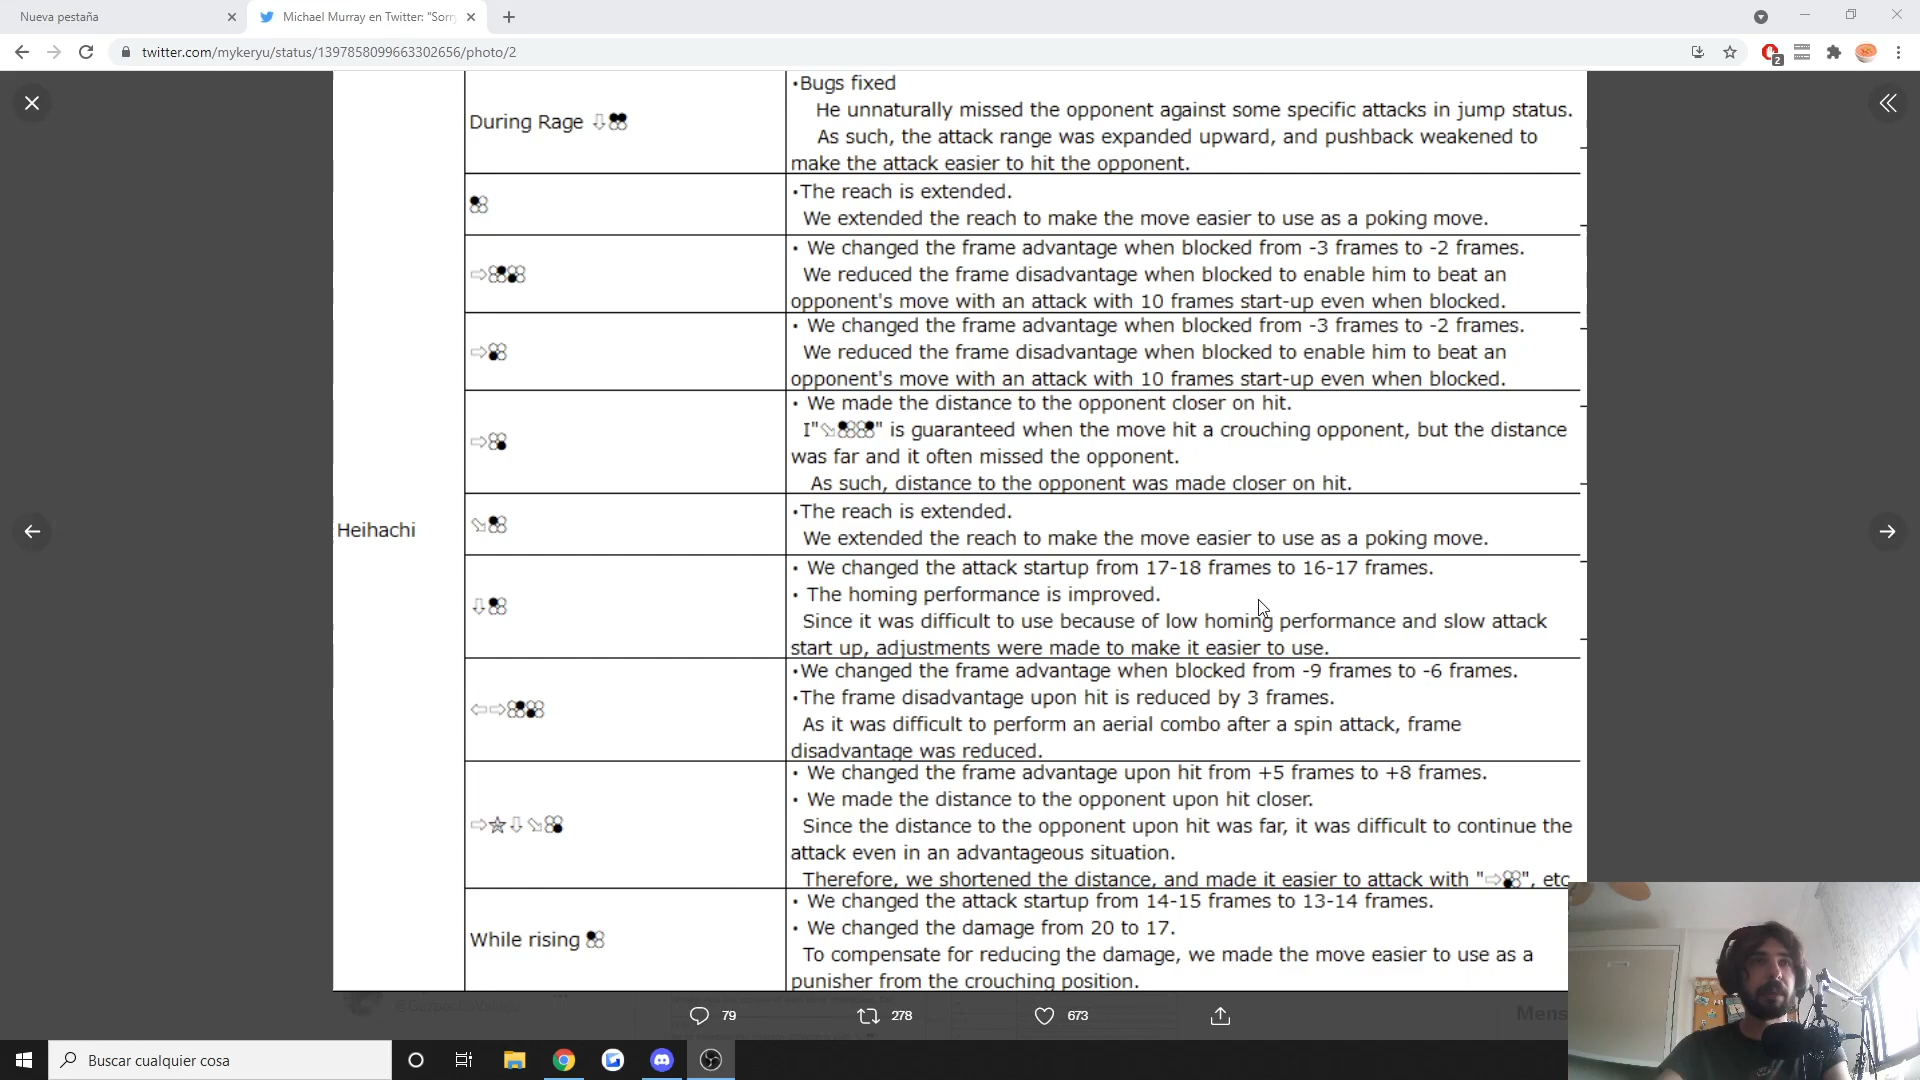 Nueva pestaña
Michael Murray en Twitter: "Sorry
twitter.com/mykeryu/status/1397858099663302656/photo/2
2
During Rage ⇩
•Bugs fixed
He unnaturally missed the opponent against some specific attacks in jump status.
As such, the attack range was expanded upward, and pushback weakened to
make the attack easier to hit the opponent.
•The reach is extended.
We extended the reach to make the move easier to use as a poking move.
⇨
• We changed the frame advantage when blocked from -3 frames to -2 frames.
We reduced the frame disadvantage when blocked to enable him to beat an
opponent's move with an attack with 10 frames start-up even when blocked.
⇨
• We changed the frame advantage when blocked from -3 frames to -2 frames.
We reduced the frame disadvantage when blocked to enable him to beat an
opponent's move with an attack with 10 frames start-up even when blocked.
⇨
• We made the distance to the opponent closer on hit.
I"⬂" is guaranteed when the move hit a crouching opponent, but the distance
was far and it often missed the opponent.
As such, distance to the opponent was made closer on hit.
Heihachi
⬂
•The reach is extended.
We extended the reach to make the move easier to use as a poking move.
⇩
• We changed the attack startup from 17-18 frames to 16-17 frames.
• The homing performance is improved.
Since it was difficult to use because of low homing performance and slow attack
start up, adjustments were made to make it easier to use.
⇦⇨
•We changed the frame advantage when blocked from -9 frames to -6 frames.
•The frame disadvantage upon hit is reduced by 3 frames.
As it was difficult to perform an aerial combo after a spin attack, frame
disadvantage was reduced.
⇨☆⇩⬂
• We changed the frame advantage upon hit from +5 frames to +8 frames.
• We made the distance to the opponent upon hit closer.
Since the distance to the opponent upon hit was far, it was difficult to continue the
attack even in an advantageous situation.
Therefore, we shortened the distance, and made it easier to attack with "⇨", etc
While rising
• We changed the attack startup from 14-15 frames to 13-14 frames.
• We changed the damage from 20 to 17.
To compensate for reducing the damage, we made the move easier to use as a
punisher from the crouching position.
79
278
673
Mens
Buscar cualquier cosa